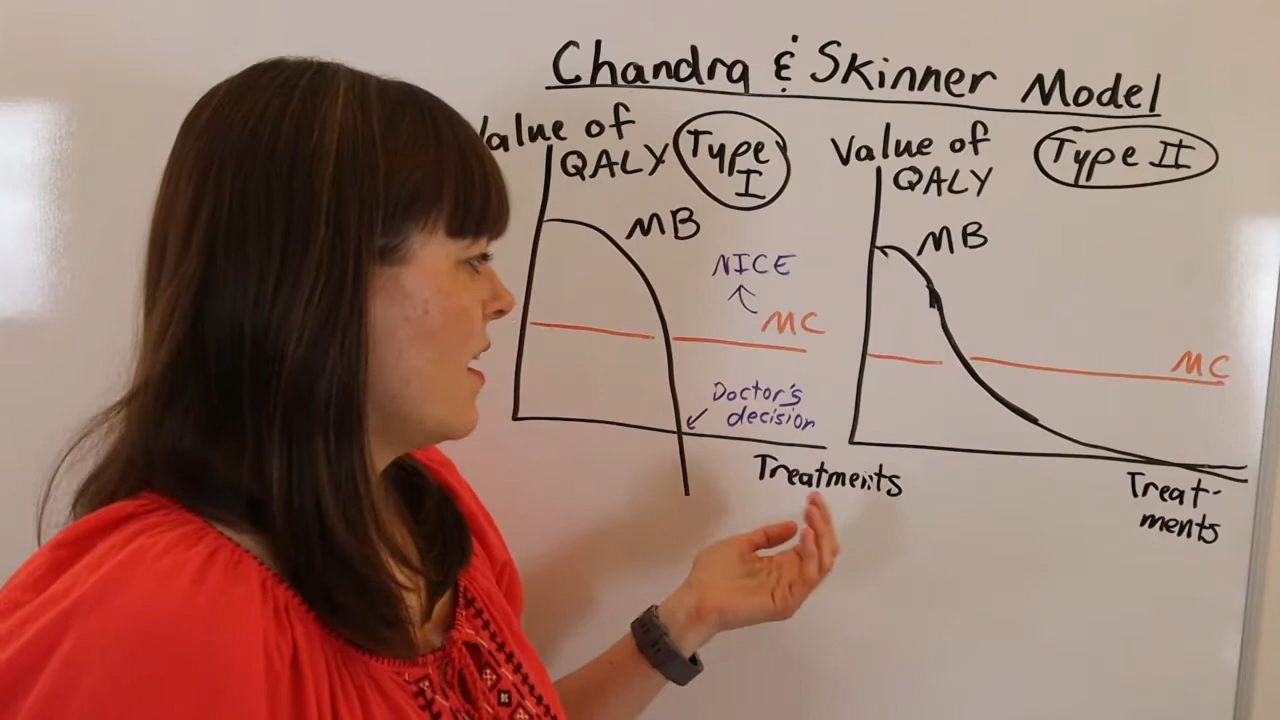 Chandra & Skinner Model
Value of
QALY
Type
I
MB
NICE
MC
Doctor's
decision
Treatments
Value of
QALY
Type II
MB
MC
Treat-
ments